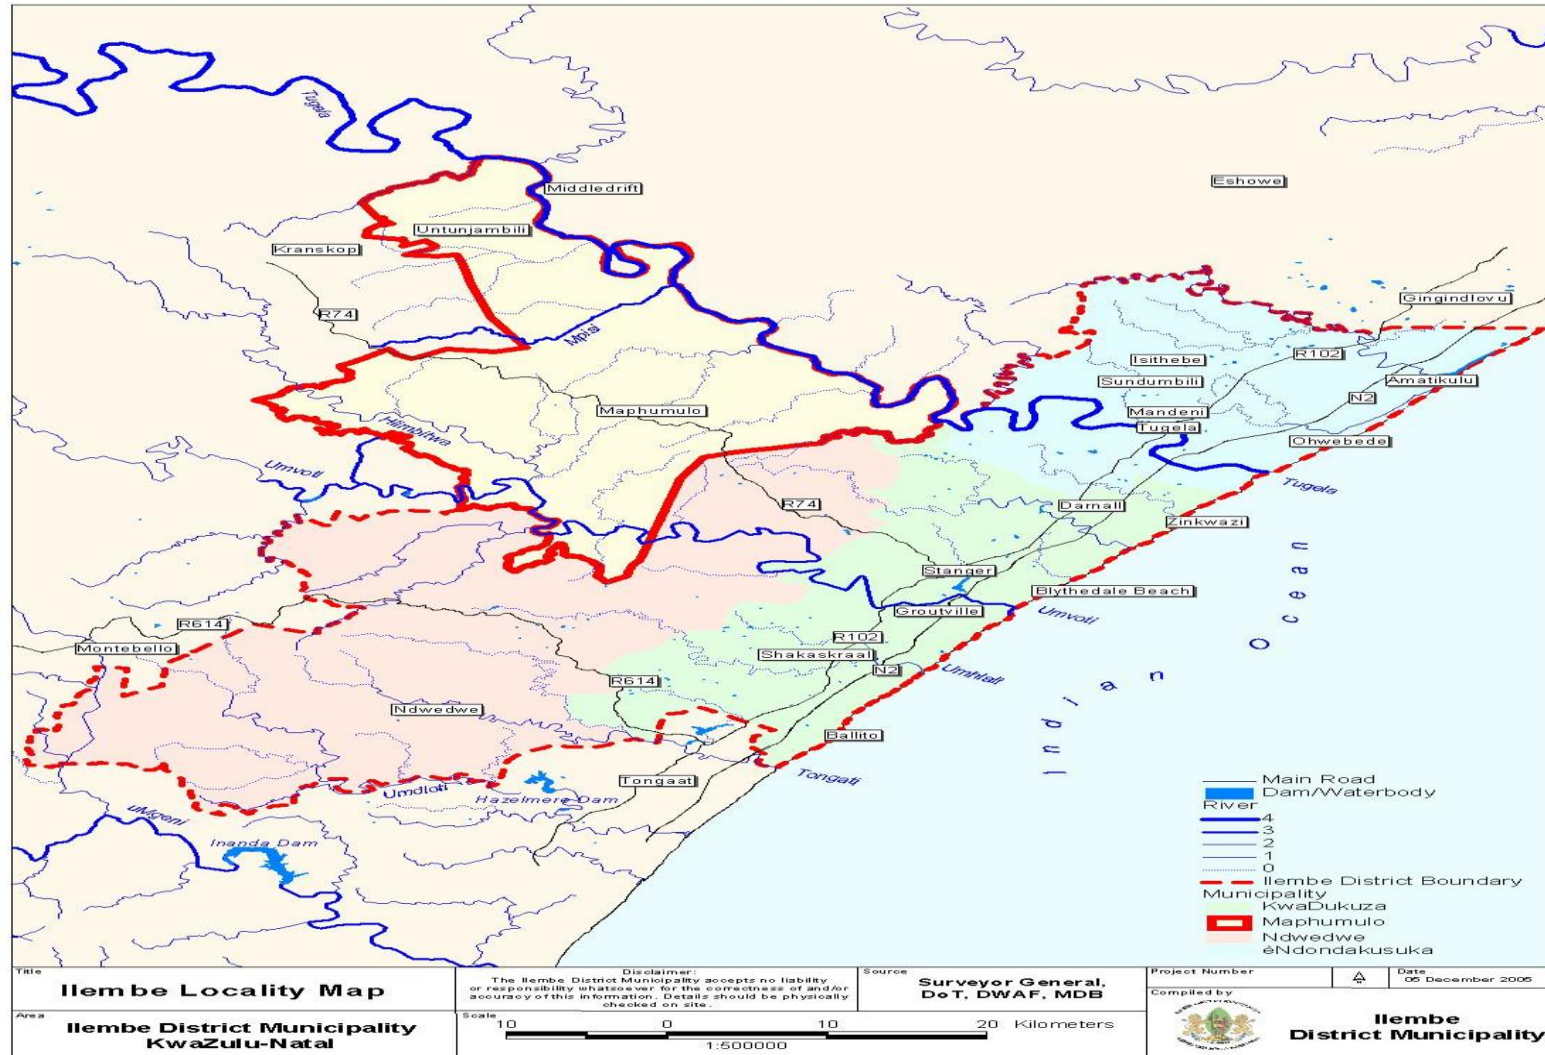 Tugela
Middledrift
Eshowe
Untunjambili
Kranskop
Gingindlovu
R74
Mpisi
Isithebe
R102
Sundumbili
Amatikulu
N2
Maphumulo
Mandeni
Tugela
Hlimbitwa
Ohwebede
Umvoti
Tugela
R74
Darnall
Zinkwazi
Stanger
Blythedale Beach
Groutville
Umvoti
R614
R102
Montebello
Shakaskraal
N2
Umhlali
R614
Ndwedwe
Ballito
Indian Ocean
Tongaat
Tongati
Umdloti
Hazelmere Dam
uMgeni
Inanda Dam
Main Road
Dam/Waterbody
River
4
3
2
1
0
Ilembe District Boundary
Municipality
KwaDukuza
Maphumulo
Ndwedwe
eNdondakusuka
Title
Ilembe Locality Map
Disclaimer:
The Ilembe District Municipality accepts no liability
or responsibility whatsoever for the correctness of and/or
accuracy of this information. Details should be physically
checked on site.
Source
Surveyor General,
DoT, DWAF, MDB
Project Number
Date
05 December 2005
Area
Ilembe District Municipality
KwaZulu-Natal
Scale
10 0 10 20 Kilometers
1:500000
Compiled by
Ilembe
District Municipality